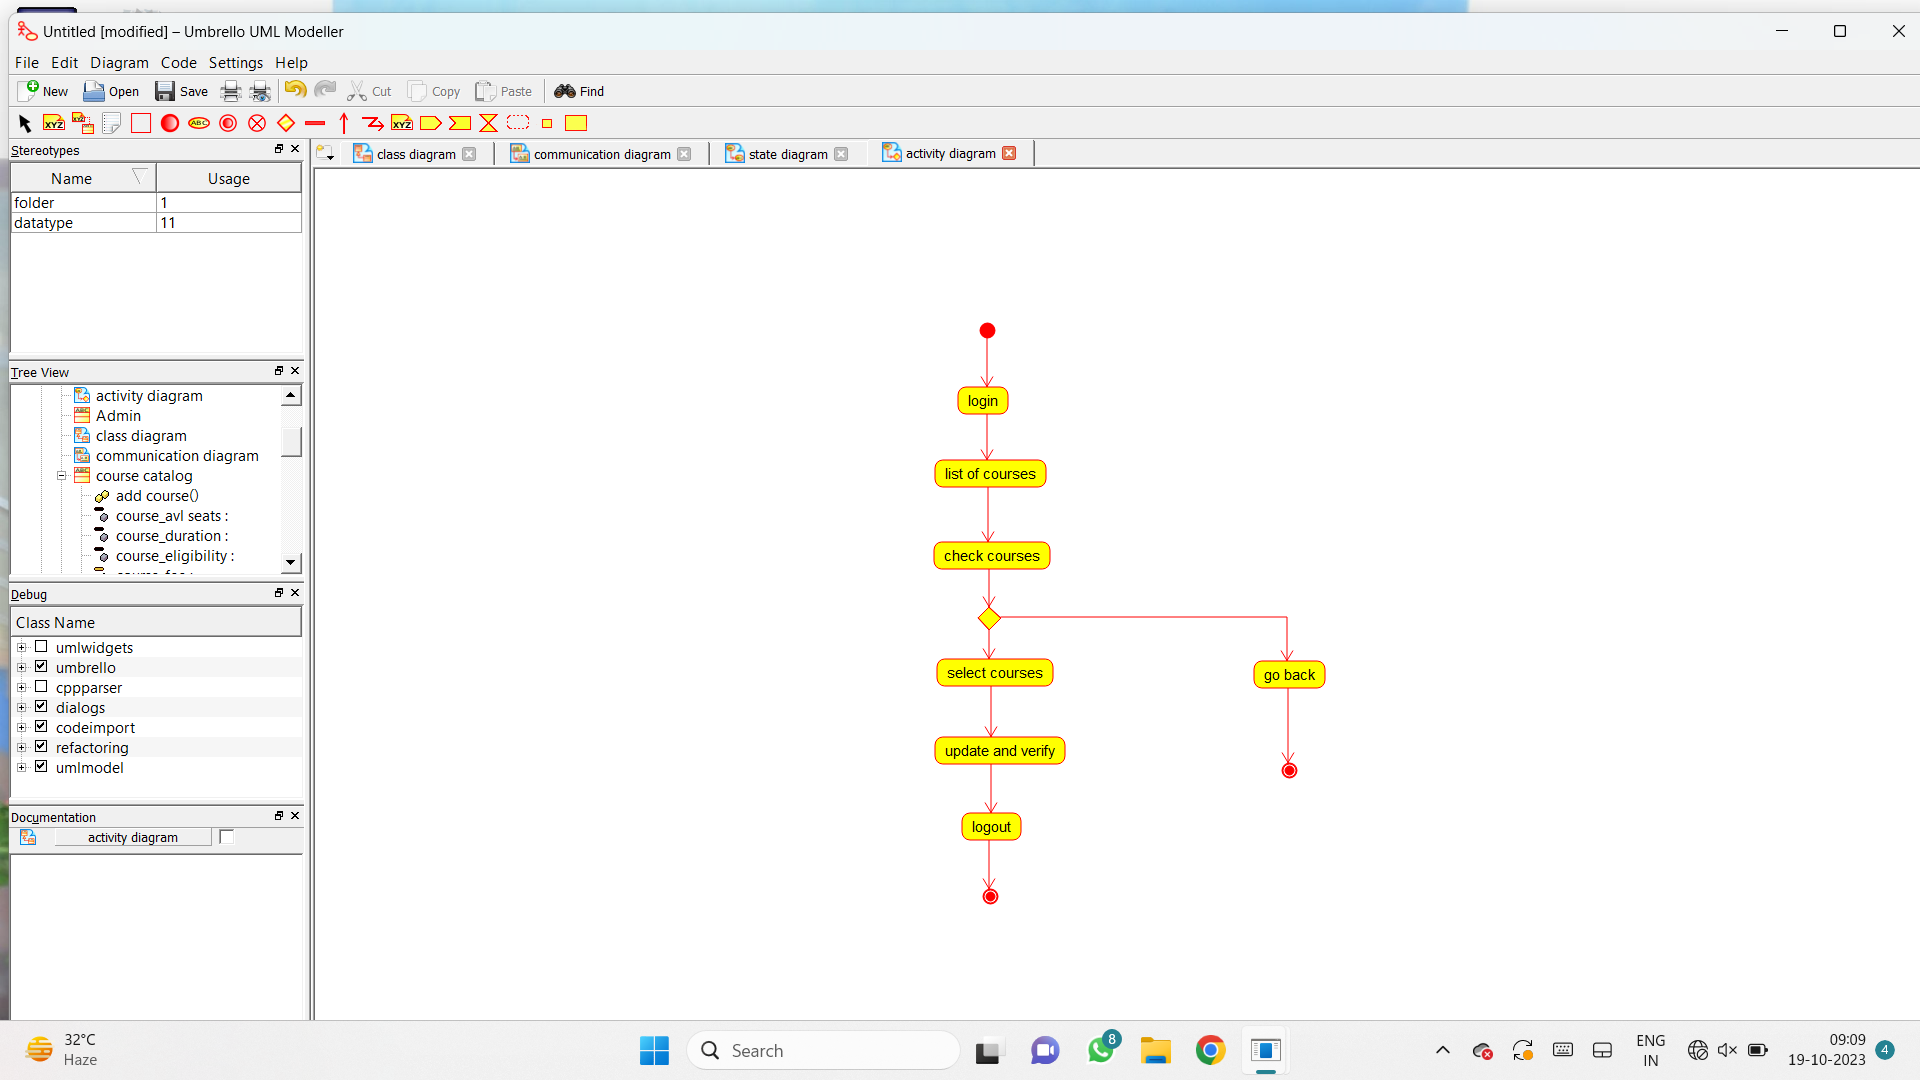 Untitled [modified] – Umbrello UML Modeller
File Edit Diagram Code Settings Help
New Open Save Cut Copy Paste Find
Stereotypes
Name Usage
folder 1
datatype 11
Tree View
activity diagram
Admin
class diagram
communication diagram
course catalog
add course()
course_avl seats :
course_duration :
course_eligibility :
Debug
Class Name
umlwidgets
umbrello
cppparser
dialogs
codeimport
refactoring
umlmodel
Documentation
activity diagram
class diagram communication diagram state diagram activity diagram
login
list of courses
check courses
select courses
go back
update and verify
logout
32°C
Haze
Search
8
ENG
IN
09:09
19-10-2023
4